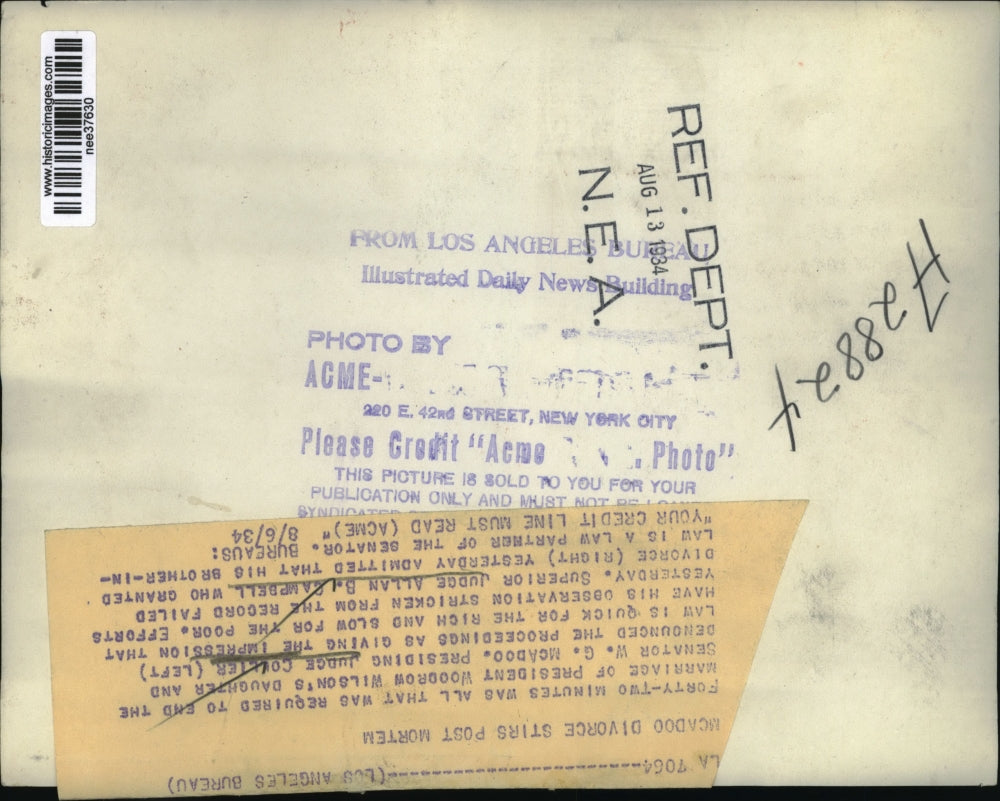 www.historicimages.com
nee37630
REF. DEPT.
AUG 13 1934
N. E. A.
FROM LOS ANGELES BUREAU
Illustrated Daily News Building
PHOTO BY
ACME-
220 E. 42ND STREET, NEW YORK CITY
Please Credit "Acme Photo"
THIS PICTURE IS SOLD TO YOU FOR YOUR
PUBLICATION ONLY AND MUST NOT BE
SYNDICATED
H 28824
LA 7064---------------------------(LOS ANGELES BUREAU)
MCADOO DIVORCE STIRS POST MORTEM
FORTY-TWO MINUTES WAS ALL THAT WAS REQUIRED TO END THE
MARRIAGE OF PRESIDENT WOODROW WILSON'S DAUGHTER AND
SENATOR W. G. MCADOO. PRESIDING JUDGE COLLIER (LEFT)
DENOUNCED THE PROCEEDINGS AS GIVING THE IMPRESSION THAT
LAW IS QUICK FOR THE RICH AND SLOW FOR THE POOR. EFFORTS
HAVE HIS OBSERVATION STRICKEN FROM THE RECORD FAILED
YESTERDAY. SUPERIOR JUDGE ALLAN B. CAMPBELL WHO GRANTED
DIVORCE (RIGHT) YESTERDAY ADMITTED THAT HIS BROTHER-IN-
LAW IS A LAW PARTNER OF THE SENATOR. BUREAUS:
"YOUR CREDIT LINE MUST READ (ACME)" 8/6/34